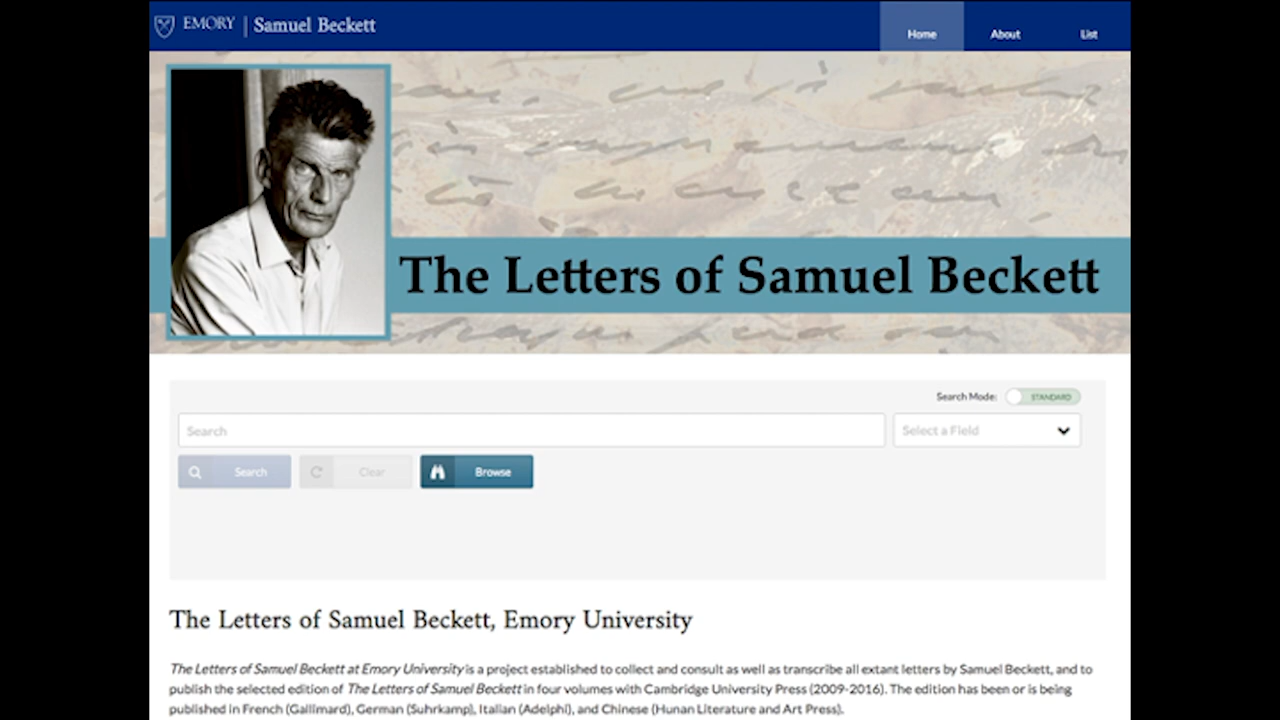 EMORY | Samuel Beckett
Home About List
The Letters of Samuel Beckett
Search Mode: STANDARD
Search Select a Field
Search Clear Browse
The Letters of Samuel Beckett, Emory University
The Letters of Samuel Beckett at Emory University is a project established to collect and consult as well as transcribe all extant letters by Samuel Beckett, and to
publish the selected edition of The Letters of Samuel Beckett in four volumes with Cambridge University Press (2009-2016). The edition has been or is being
published in French (Gallimard), German (Suhrkamp), Italian (Adelphi), and Chinese (Hunan Literature and Art Press).